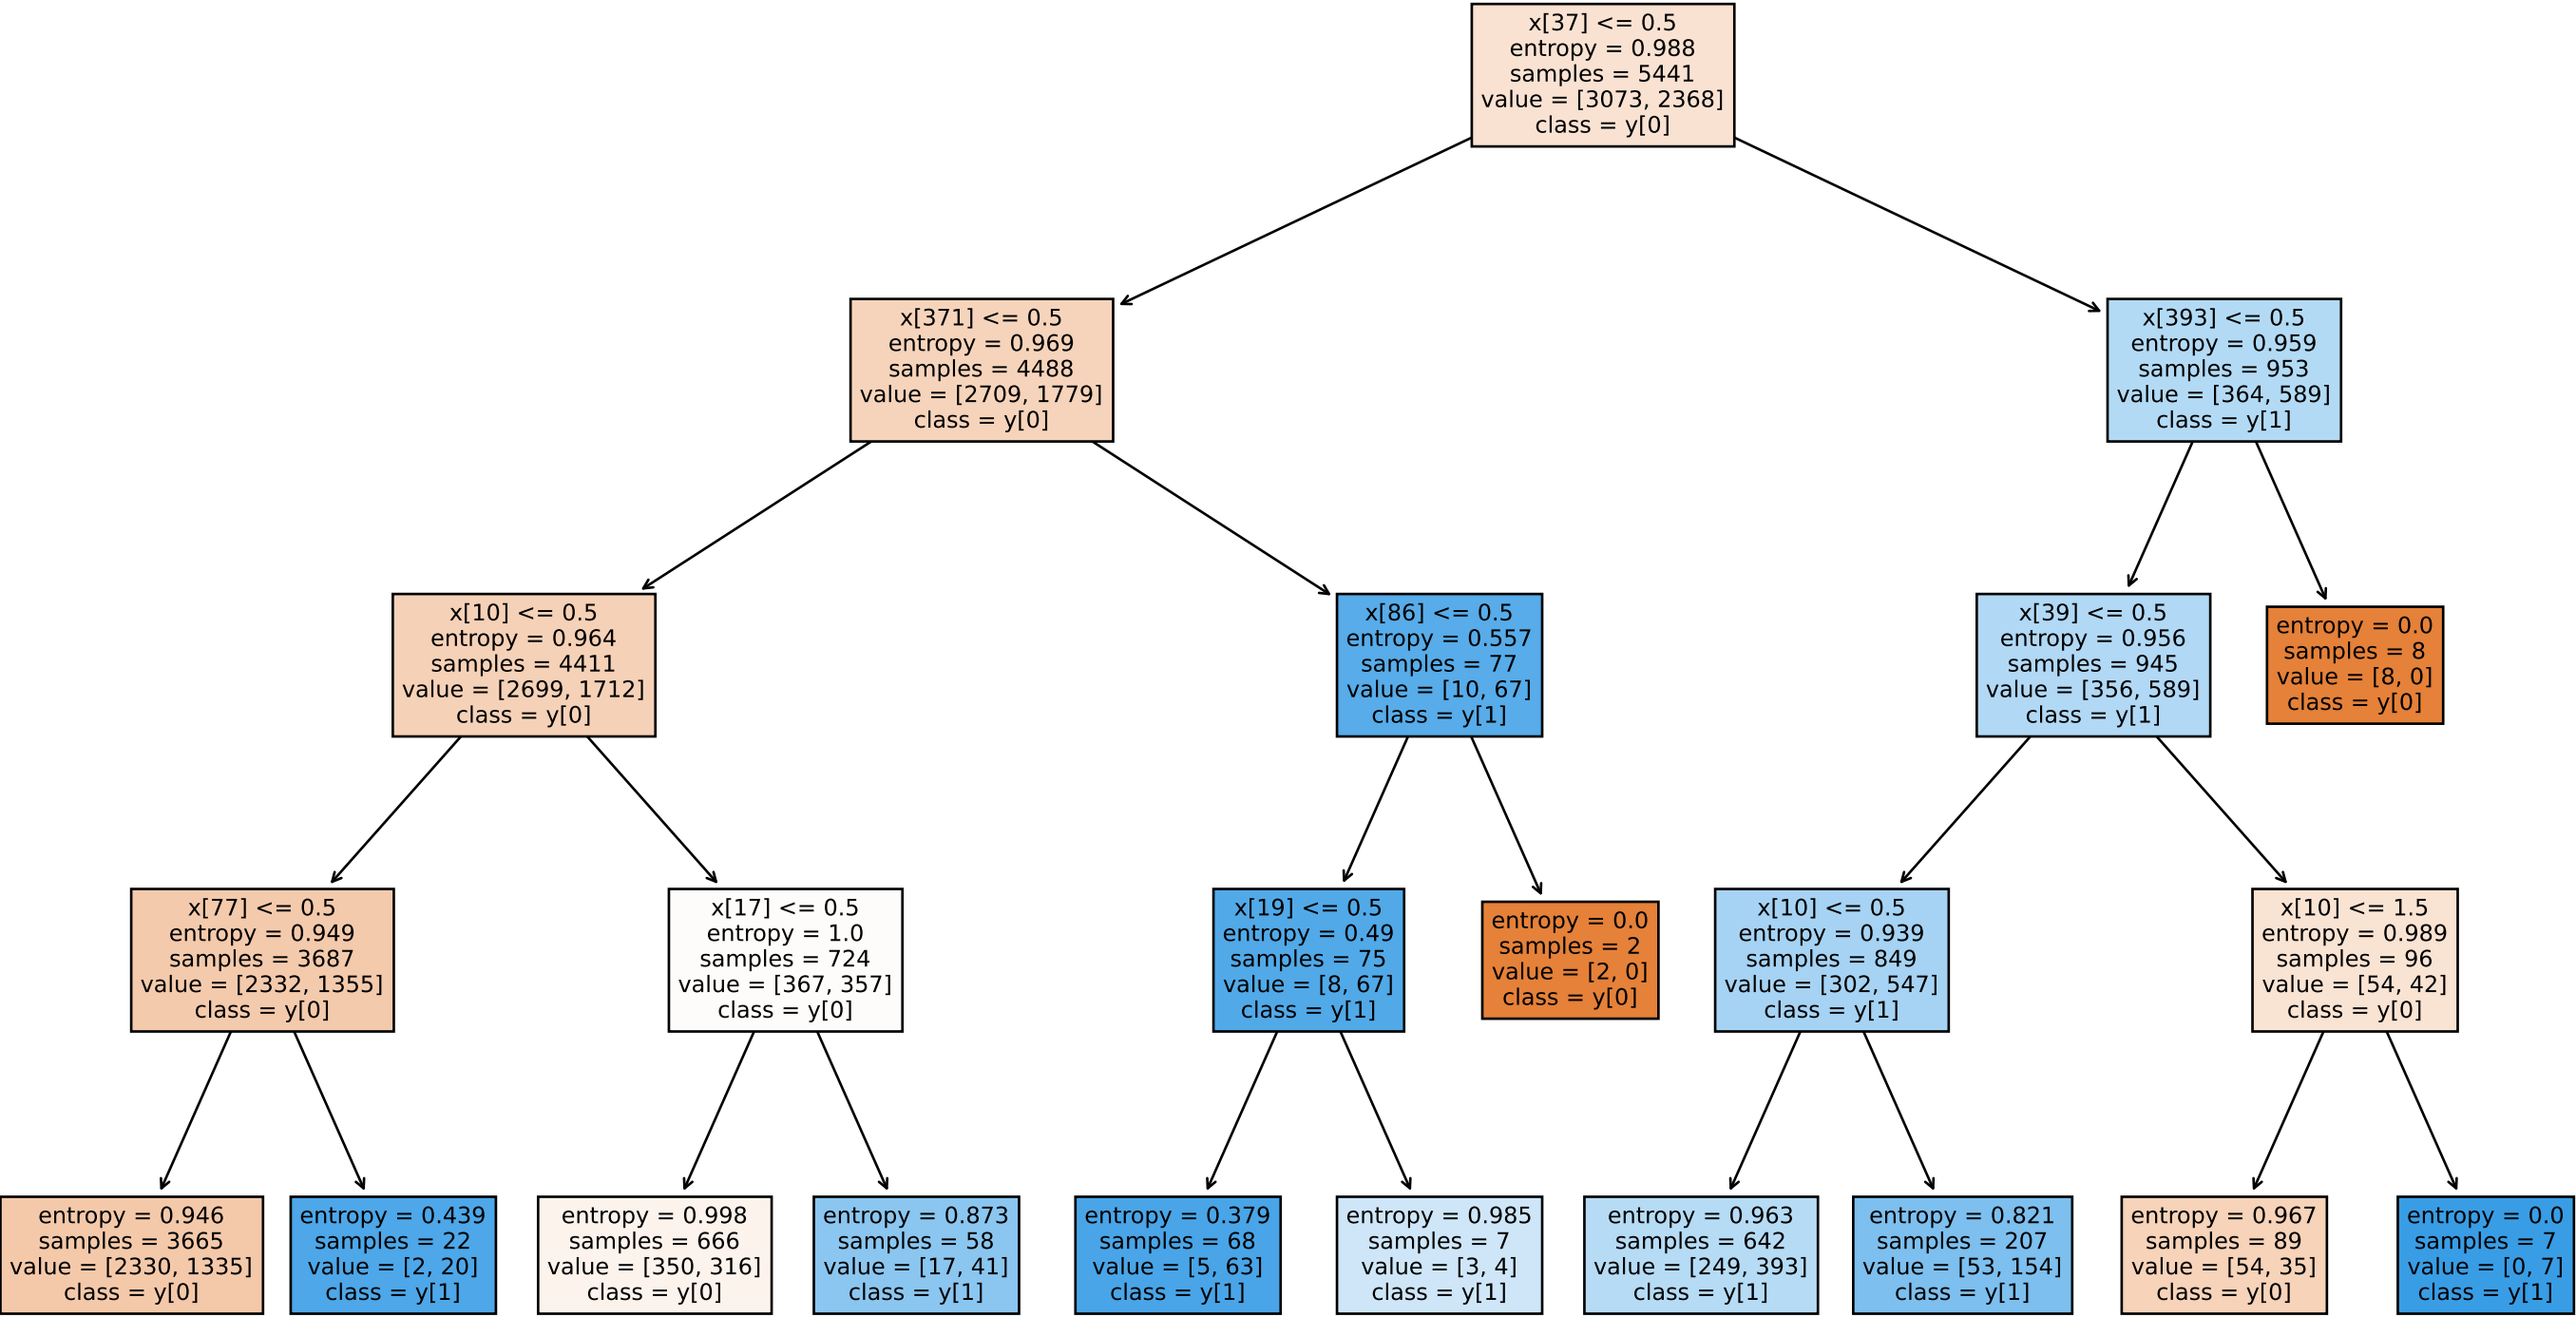 x[37] <= 0.5
entropy = 0.988
samples = 5441
value = [3073, 2368]
class = y[0]
x[371] <= 0.5
entropy = 0.969
samples = 4488
value = [2709, 1779]
class = y[0]
x[393] <= 0.5
entropy = 0.959
samples = 953
value = [364, 589]
class = y[1]
x[10] <= 0.5
entropy = 0.964
samples = 4411
value = [2699, 1712]
class = y[0]
x[86] <= 0.5
entropy = 0.557
samples = 77
value = [10, 67]
class = y[1]
x[39] <= 0.5
entropy = 0.956
samples = 945
value = [356, 589]
class = y[1]
entropy = 0.0
samples = 8
value = [8, 0]
class = y[0]
x[77] <= 0.5
entropy = 0.949
samples = 3687
value = [2332, 1355]
class = y[0]
x[17] <= 0.5
entropy = 1.0
samples = 724
value = [367, 357]
class = y[0]
x[19] <= 0.5
entropy = 0.49
samples = 75
value = [8, 67]
class = y[1]
entropy = 0.0
samples = 2
value = [2, 0]
class = y[0]
x[10] <= 0.5
entropy = 0.939
samples = 849
value = [302, 547]
class = y[1]
x[10] <= 1.5
entropy = 0.989
samples = 96
value = [54, 42]
class = y[0]
entropy = 0.946
samples = 3665
value = [2330, 1335]
class = y[0]
entropy = 0.439
samples = 22
value = [2, 20]
class = y[1]
entropy = 0.998
samples = 666
value = [350, 316]
class = y[0]
entropy = 0.873
samples = 58
value = [17, 41]
class = y[1]
entropy = 0.379
samples = 68
value = [5, 63]
class = y[1]
entropy = 0.985
samples = 7
value = [3, 4]
class = y[1]
entropy = 0.963
samples = 642
value = [249, 393]
class = y[1]
entropy = 0.821
samples = 207
value = [53, 154]
class = y[1]
entropy = 0.967
samples = 89
value = [54, 35]
class = y[0]
entropy = 0.0
samples = 7
value = [0, 7]
class = y[1]